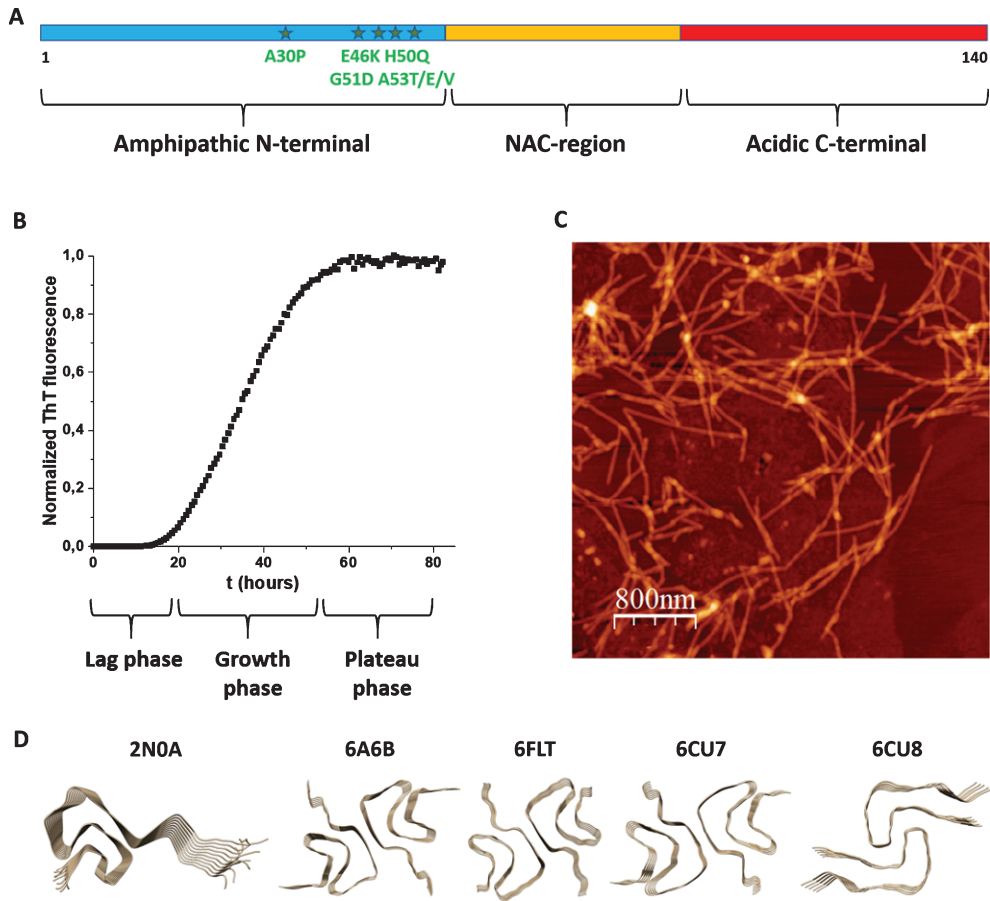 A
A30P
E46K H50Q
G51D A53T/E/V
1
140
Amphipathic N-terminal
NAC-region
Acidic C-terminal
B
Normalized ThT fluorescence
1,0
0,8
0,6
0,4
0,2
0,0
0
20
40
60
80
t (hours)
Lag phase
Growth
phase
Plateau
phase
C
800nm
D
2N0A
6A6B
6FLT
6CU7
6CU8